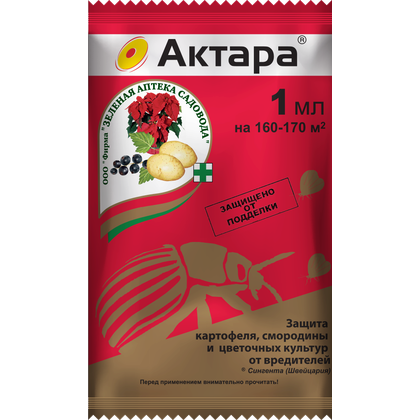 Актара®
ООО "Фирма "ЗЕЛЕНАЯ АПТЕКА САДОВОДА"
1 мл
на 160-170 м²
ЗАЩИЩЕНО
ОТ
ПОДДЕЛКИ
Защита
картофеля, смородины
и цветочных культур
от вредителей
® Сингента (Швейцария)
Перед применением внимательно прочитать!